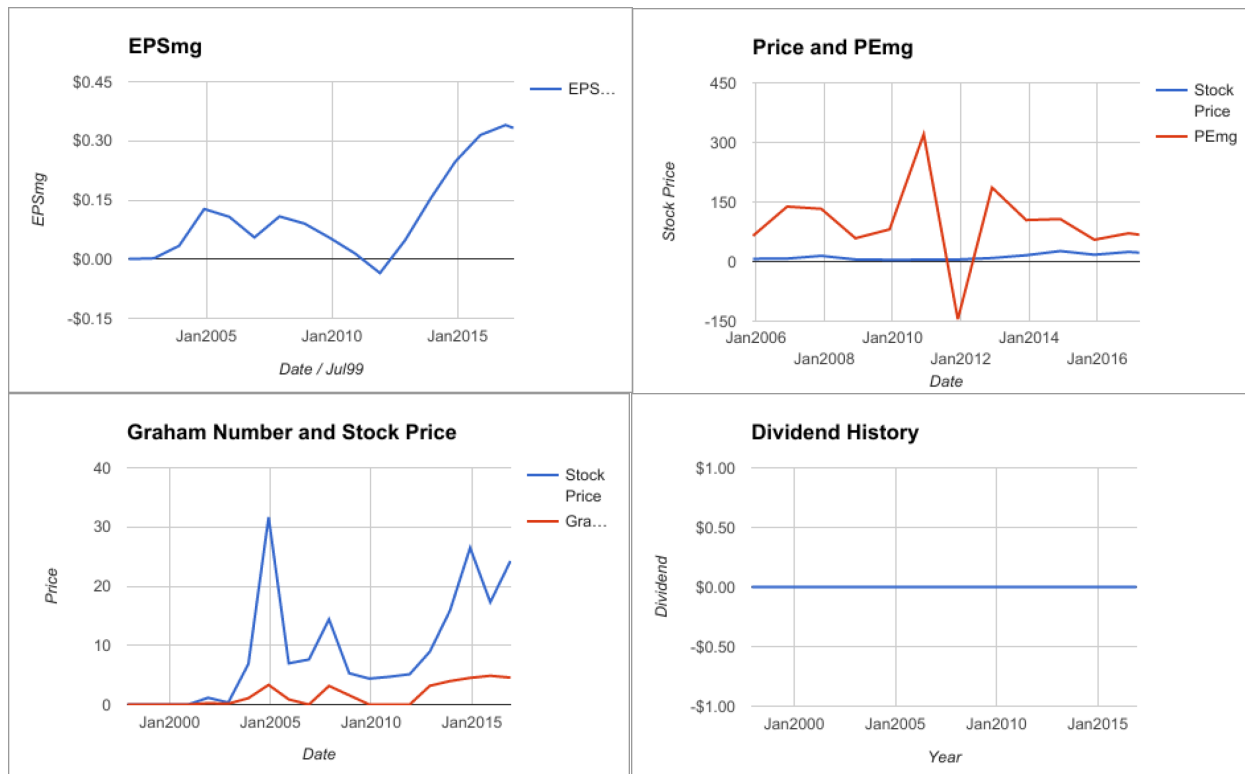 EPSmg
$0.45
$0.30
$0.15
$0.00
-$0.15
EPSmg
EPS…
Jan2005
Jan2010
Jan2015
Date / Jul99
Price and PEmg
450
300
150
0
-150
Stock Price
Stock
Price
PEmg
Jan2006
Jan2008
Jan2010
Jan2012
Jan2014
Jan2016
Date
Graham Number and Stock Price
40
30
20
10
0
Price
Stock
Price
Gra…
Jan2000
Jan2005
Jan2010
Jan2015
Date
Dividend History
$1.00
$0.50
$0.00
-$0.50
-$1.00
Dividend
Jan2000
Jan2005
Jan2010
Jan2015
Year